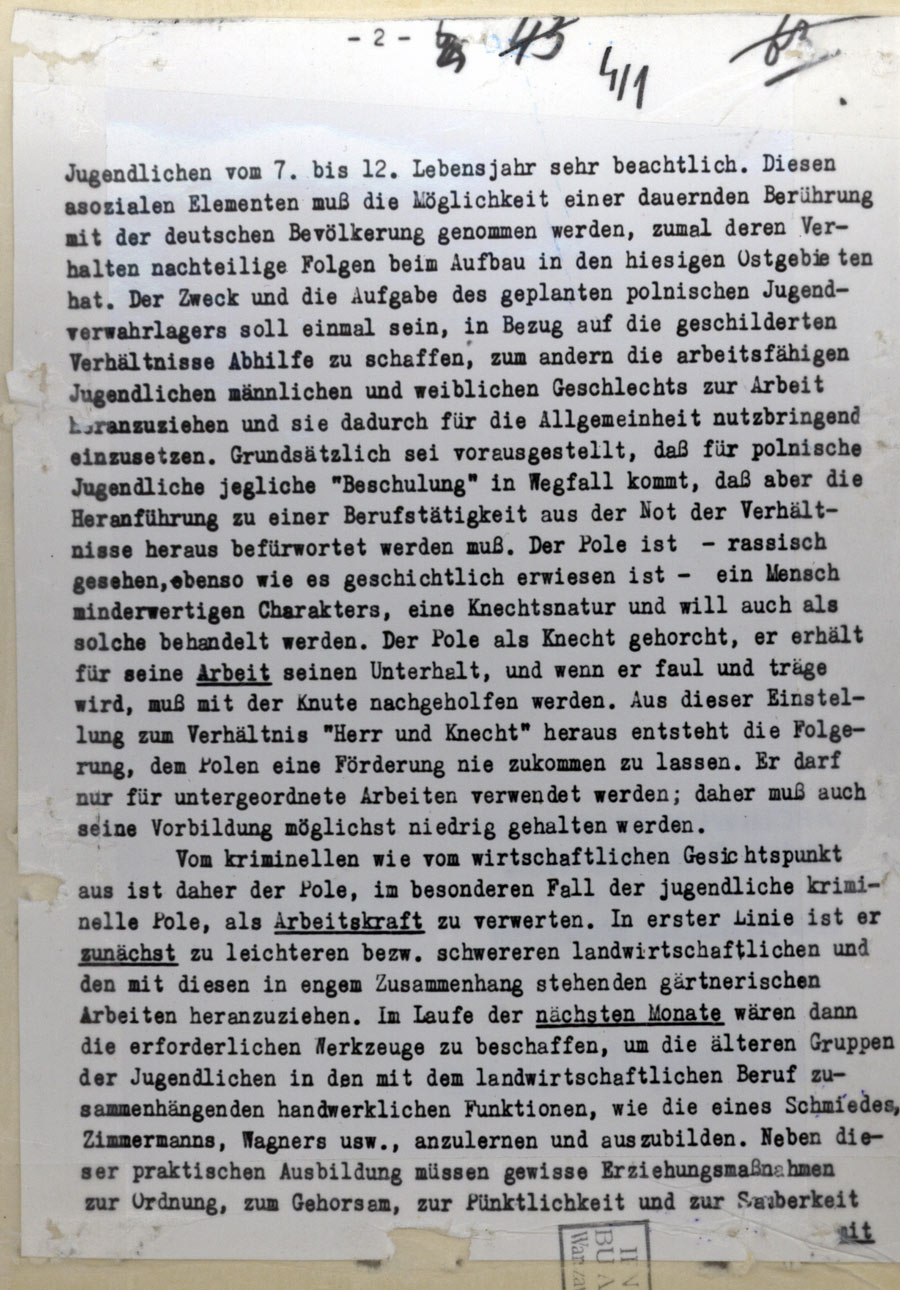 - 2 -
45
4/1
Jugendlichen vom 7. bis 12. Lebensjahr sehr beachtlich. Diesen
asozialen Elementen muß die Möglichkeit einer dauernden Berührung
mit der deutschen Bevölkerung genommen werden, zumal deren Ver-
halten nachteilige Folgen beim Aufbau in den hiesigen Ostgebieten
hat. Der Zweck und die Aufgabe des geplanten polnischen Jugend-
verwahrlagers soll einmal sein, in Bezug auf die geschilderten
Verhältnisse Abhilfe zu schaffen, zum andern die arbeitsfähigen
Jugendlichen männlichen und weiblichen Geschlechts zur Arbeit
heranzuziehen und sie dadurch für die Allgemeinheit nutzbringend
einzusetzen. Grundsätzlich sei vorausgestellt, daß für polnische
Jugendliche jegliche "Beschulung" in Wegfall kommt, daß aber die
Heranführung zu einer Berufstätigkeit aus der Not der Verhält-
nisse heraus befürwortet werden muß. Der Pole ist - rassisch
gesehen, ebenso wie es geschichtlich erwiesen ist - ein Mensch
minderwertigen Charakters, eine Knechtsnatur und will auch als
solche behandelt werden. Der Pole als Knecht gehorcht, er erhält
für seine Arbeit seinen Unterhalt, und wenn er faul und träge
wird, muß mit der Knute nachgeholfen werden. Aus dieser Einstel-
lung zum Verhältnis "Herr und Knecht" heraus entsteht die Folge-
rung, dem Polen eine Förderung nie zukommen zu lassen. Er darf
nur für untergeordnete Arbeiten verwendet werden; daher muß auch
seine Vorbildung möglichst niedrig gehalten werden.
Vom kriminellen wie vom wirtschaftlichen Gesichtspunkt
aus ist daher der Pole, im besonderen Fall der jugendliche krimi-
nelle Pole, als Arbeitskraft zu verwerten. In erster Linie ist er
zunächst zu leichteren bezw. schwereren landwirtschaftlichen und
den mit diesen in engem Zusammenhang stehenden gärtnerischen
Arbeiten heranzuziehen. Im Laufe der nächsten Monate wären dann
die erforderlichen Werkzeuge zu beschaffen, um die älteren Gruppen
der Jugendlichen in den mit dem landwirtschaftlichen Beruf zu-
sammenhängenden handwerklichen Funktionen, wie die eines Schmiedes,
Zimmermanns, Wagners usw., anzulernen und auszubilden. Neben die-
ser praktischen Ausbildung müssen gewisse Erziehungsmaßnahmen
zur Ordnung, zum Gehorsam, zur Pünktlichkeit und zur Sauberkeit
mit